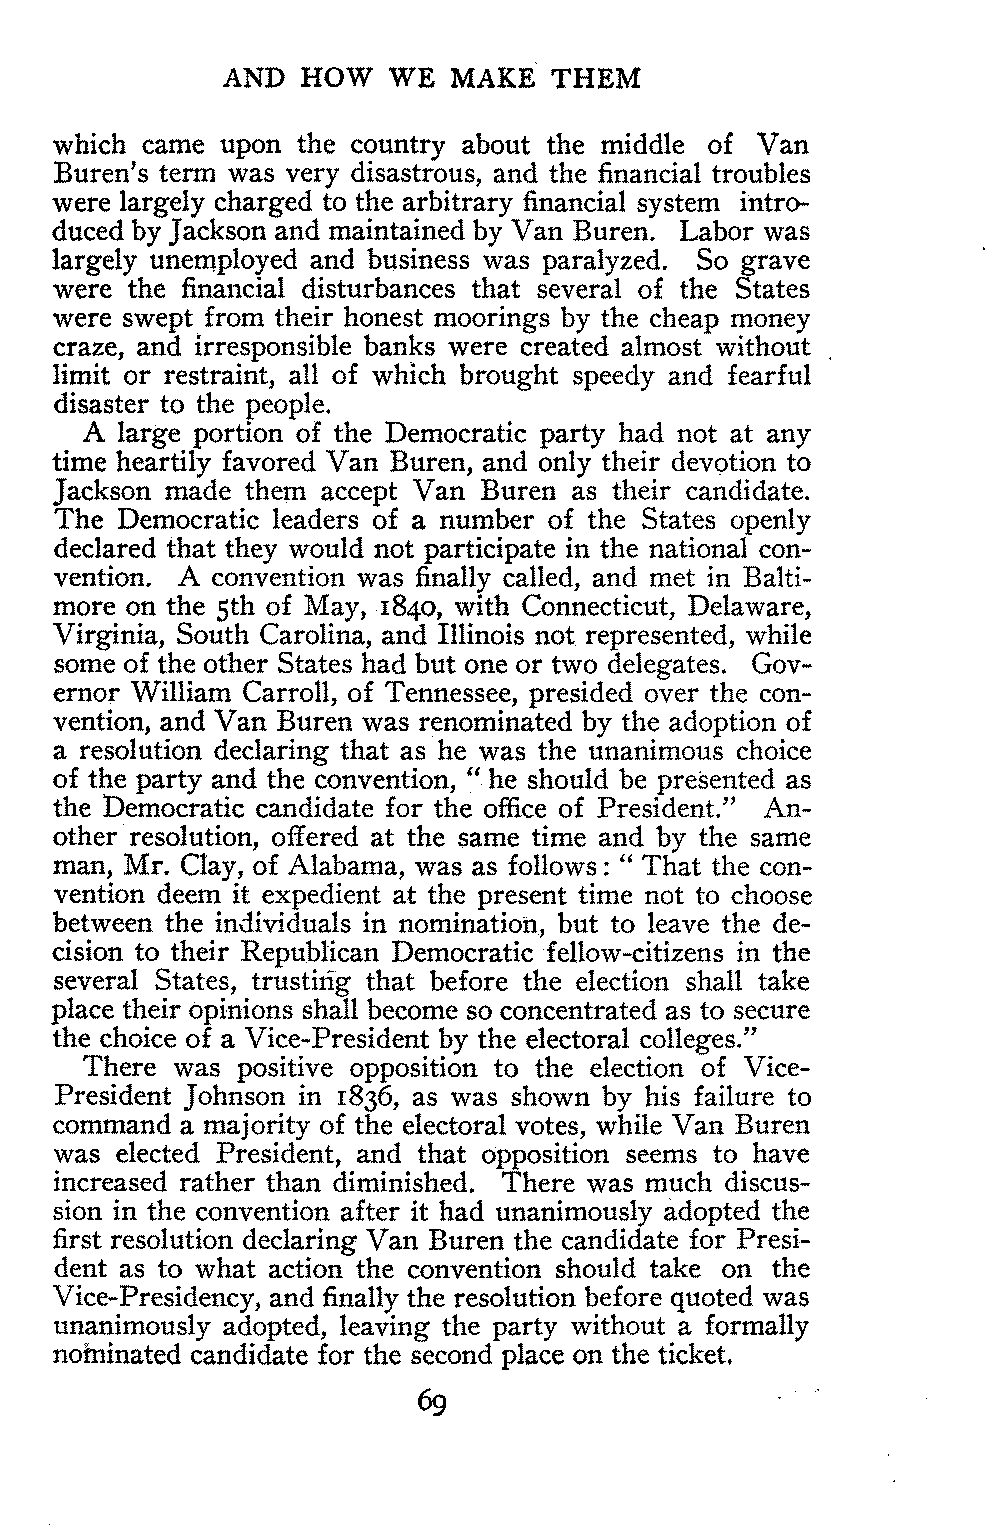 AND HOW WE MAKE THEM
which came upon the country about the middle of Van
Buren's term was very disastrous, and the financial troubles
were largely charged to the arbitrary financial system intro-
duced by Jackson and maintained by Van Buren. Labor was
largely unemployed and business was paralyzed. So grave
were the financial disturbances that several of the States
were swept from their honest moorings by the cheap money
craze, and irresponsible banks were created almost without
limit or restraint, all of which brought speedy and fearful
disaster to the people.
A large portion of the Democratic party had not at any
time heartily favored Van Buren, and only their devotion to
Jackson made them accept Van Buren as their candidate.
The Democratic leaders of a number of the States openly
declared that they would not participate in the national con-
vention. A convention was finally called, and met in Balti-
more on the 5th of May, 1840, with Connecticut, Delaware,
Virginia, South Carolina, and Illinois not represented, while
some of the other States had but one or two delegates. Gov-
ernor William Carroll, of Tennessee, presided over the con-
vention, and Van Buren was renominated by the adoption of
a resolution declaring that as he was the unanimous choice
of the party and the convention, “ he should be presented as
the Democratic candidate for the office of President.” An-
other resolution, offered at the same time and by the same
man, Mr. Clay, of Alabama, was as follows: “ That the con-
vention deem it expedient at the present time not to choose
between the individuals in nomination, but to leave the de-
cision to their Republican Democratic fellow-citizens in the
several States, trusting that before the election shall take
place their opinions shall become so concentrated as to secure
the choice of a Vice-President by the electoral colleges.”
There was positive opposition to the election of Vice-
President Johnson in 1836, as was shown by his failure to
command a majority of the electoral votes, while Van Buren
was elected President, and that opposition seems to have
increased rather than diminished. There was much discus-
sion in the convention after it had unanimously adopted the
first resolution declaring Van Buren the candidate for Presi-
dent as to what action the convention should take on the
Vice-Presidency, and finally the resolution before quoted was
unanimously adopted, leaving the party without a formally
nominated candidate for the second place on the ticket.
69